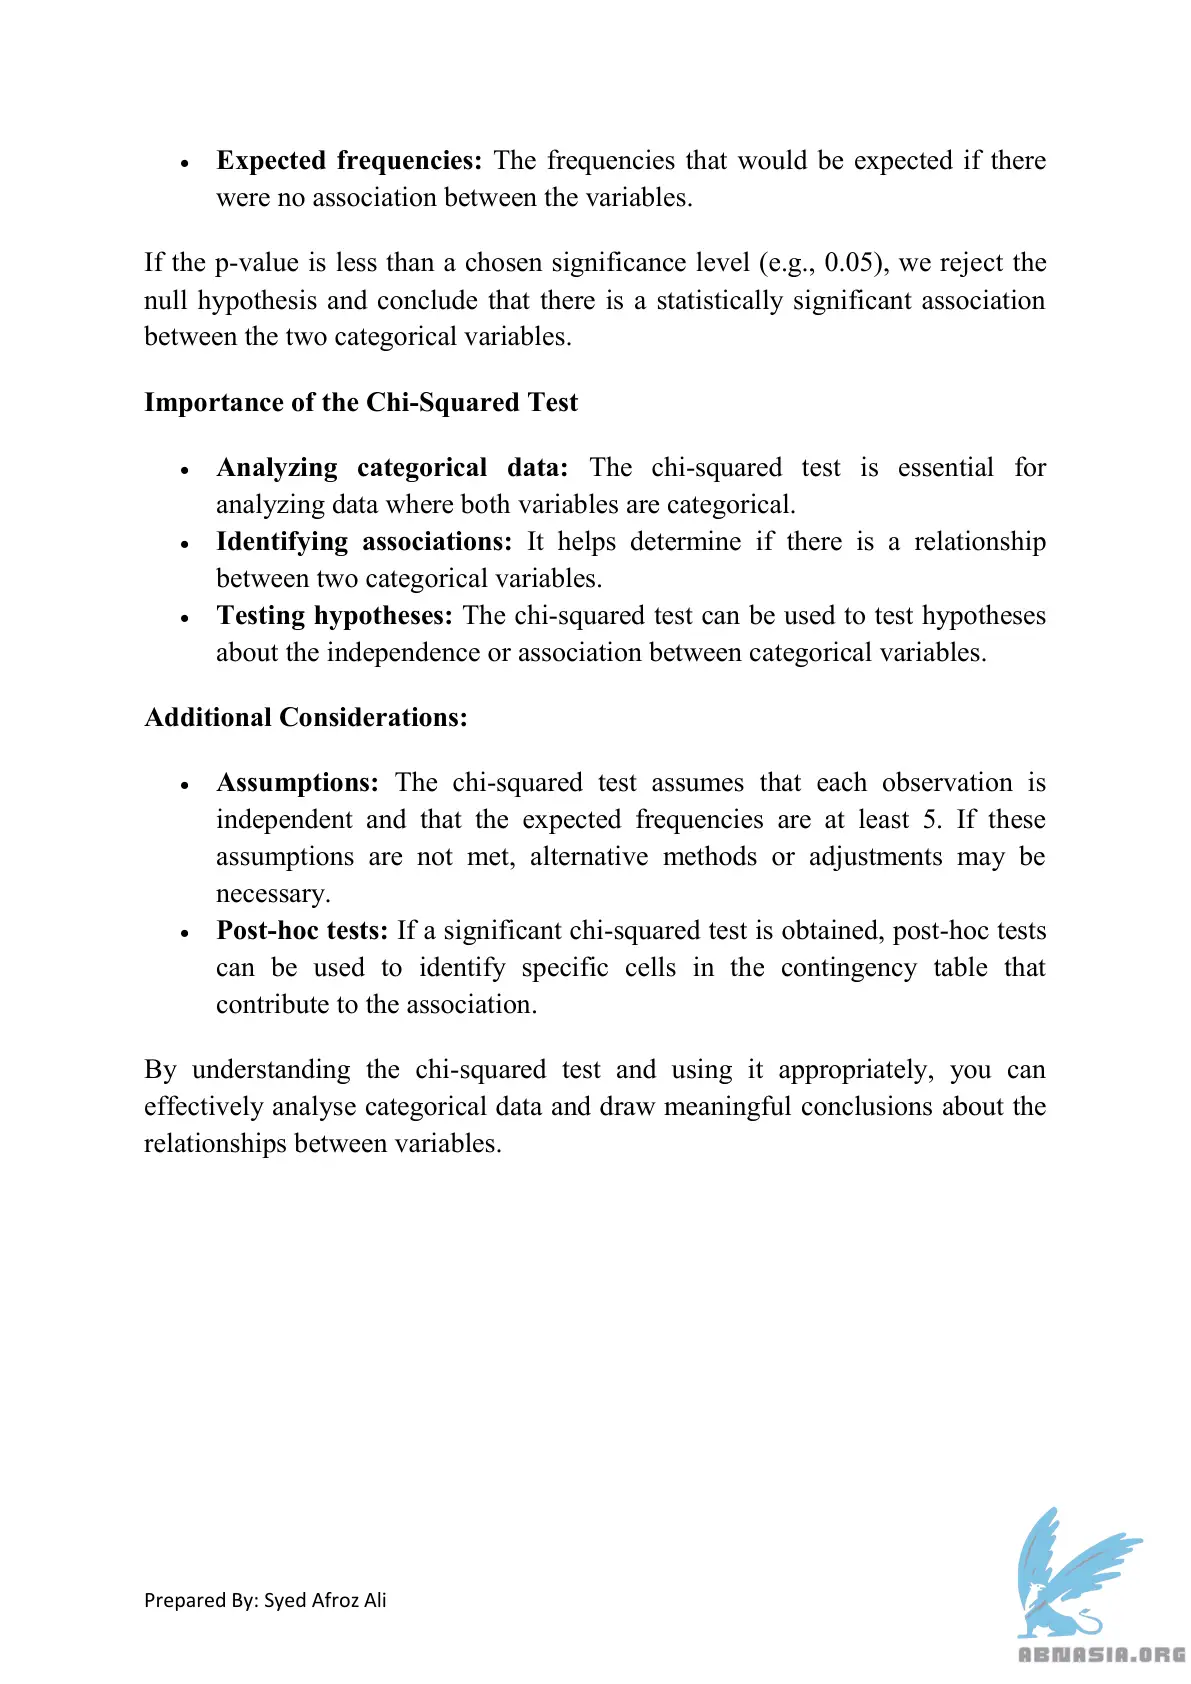 • Expected frequencies: The frequencies that would be expected if there
were no association between the variables.
If the p-value is less than a chosen significance level (e.g., 0.05), we reject the
null hypothesis and conclude that there is a statistically significant association
between the two categorical variables.
Importance of the Chi-Squared Test
• Analyzing categorical data: The chi-squared test is essential for
analyzing data where both variables are categorical.
• Identifying associations: It helps determine if there is a relationship
between two categorical variables.
• Testing hypotheses: The chi-squared test can be used to test hypotheses
about the independence or association between categorical variables.
Additional Considerations:
• Assumptions: The chi-squared test assumes that each observation is
independent and that the expected frequencies are at least 5. If these
assumptions are not met, alternative methods or adjustments may be
necessary.
• Post-hoc tests: If a significant chi-squared test is obtained, post-hoc tests
can be used to identify specific cells in the contingency table that
contribute to the association.
By understanding the chi-squared test and using it appropriately, you can
effectively analyse categorical data and draw meaningful conclusions about the
relationships between variables.
Prepared By: Syed Afroz Ali
ABNASIA.ORG